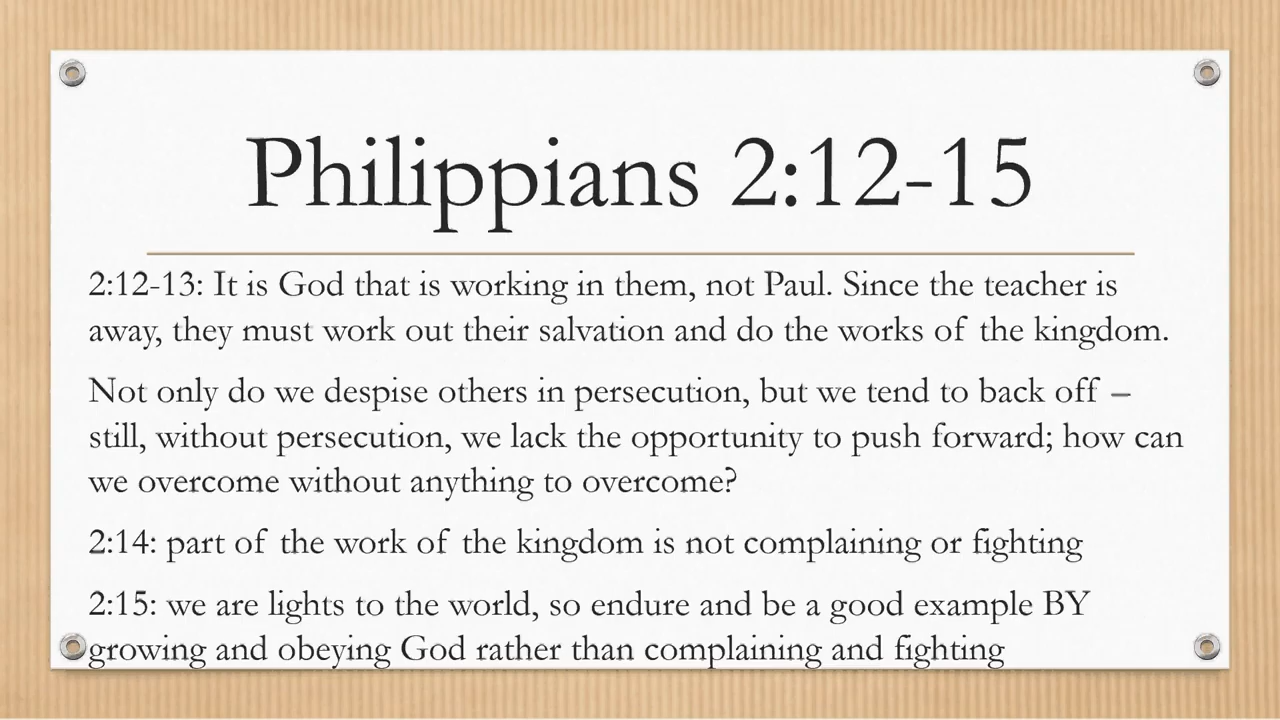 Philippians 2:12-15
2:12-13: It is God that is working in them, not Paul. Since the teacher is
away, they must work out their salvation and do the works of the kingdom.
Not only do we despise others in persecution, but we tend to back off –
still, without persecution, we lack the opportunity to push forward; how can
we overcome without anything to overcome?
2:14: part of the work of the kingdom is not complaining or fighting
2:15: we are lights to the world, so endure and be a good example BY
growing and obeying God rather than complaining and fighting